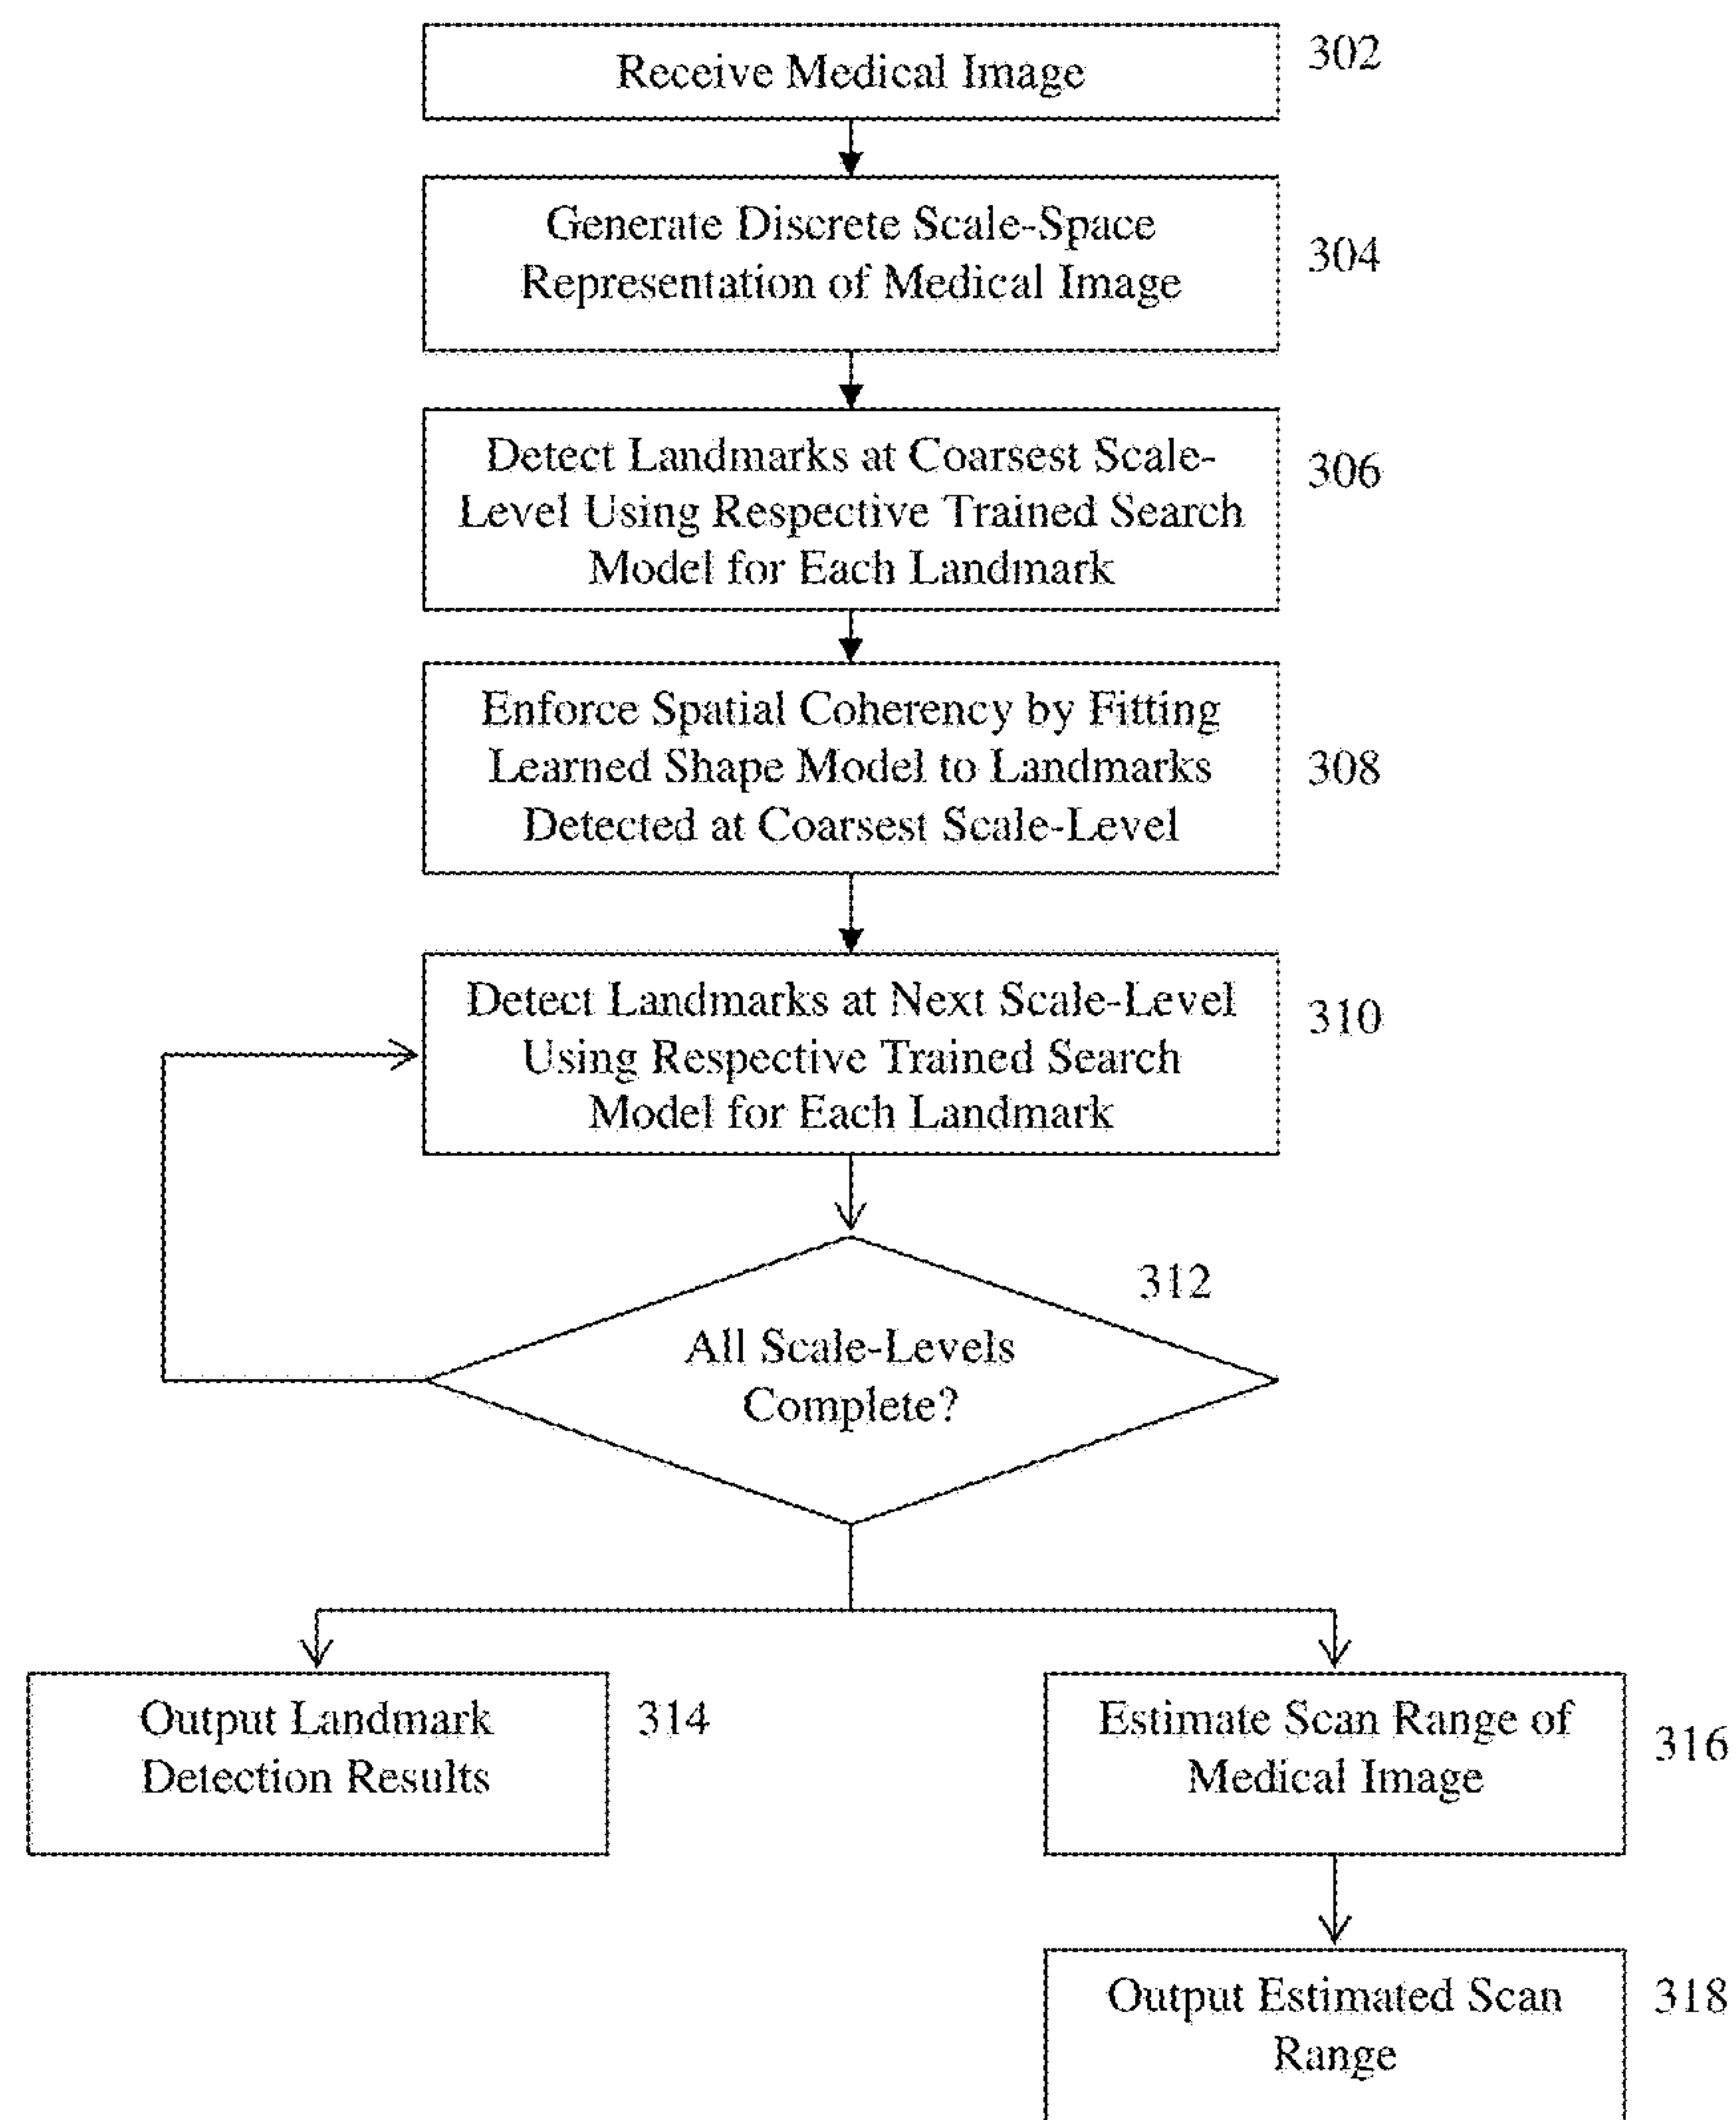 Receive Medical Image
302
Generate Discrete Scale-Space
Representation of Medical Image
304
Detect Landmarks at Coarsest Scale-
Level Using Respective Trained Search
Model for Each Landmark
306
Enforce Spatial Coherency by Fitting
Learned Shape Model to Landmarks
Detected at Coarsest Scale-Level
308
Detect Landmarks at Next Scale-Level
Using Respective Trained Search
Model for Each Landmark
310
312
All Scale-Levels
Complete?
Output Landmark
Detection Results
314
Estimate Scan Range of
Medical Image
316
Output Estimated Scan
Range
318